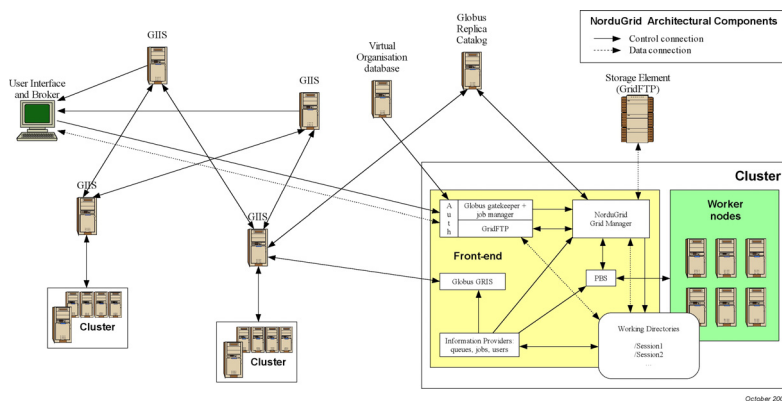 NorduGrid Architectural Components
Control connection
Data connection
GIIS
Globus
Replica
Catalog
Virtual
Organisation
database
GIIS
User Interface
and Broker
Storage Element
(GridFTP)
Cluster
GIIS
GIIS
A
u
t
h
Globus gatekeeper +
job manager
GridFTP
NorduGrid
Grid Manager
Worker
nodes
Front-end
Globus GRIS
PBS
Information Providers
queues, jobs, users
Working Directories
/Session1
/Session2
...
Cluster
Cluster
October